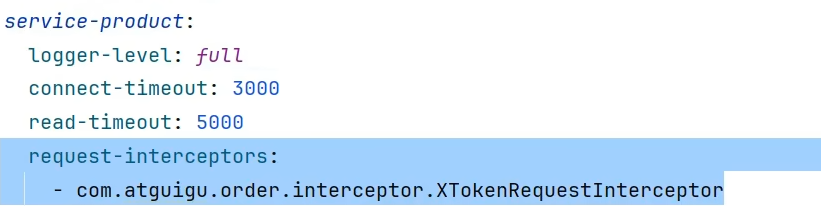 service-product:
  logger-level: full
  connect-timeout: 3000
  read-timeout: 5000
  request-interceptors:
    - com.atguigu.order.interceptor.XTokenRequestInterceptor